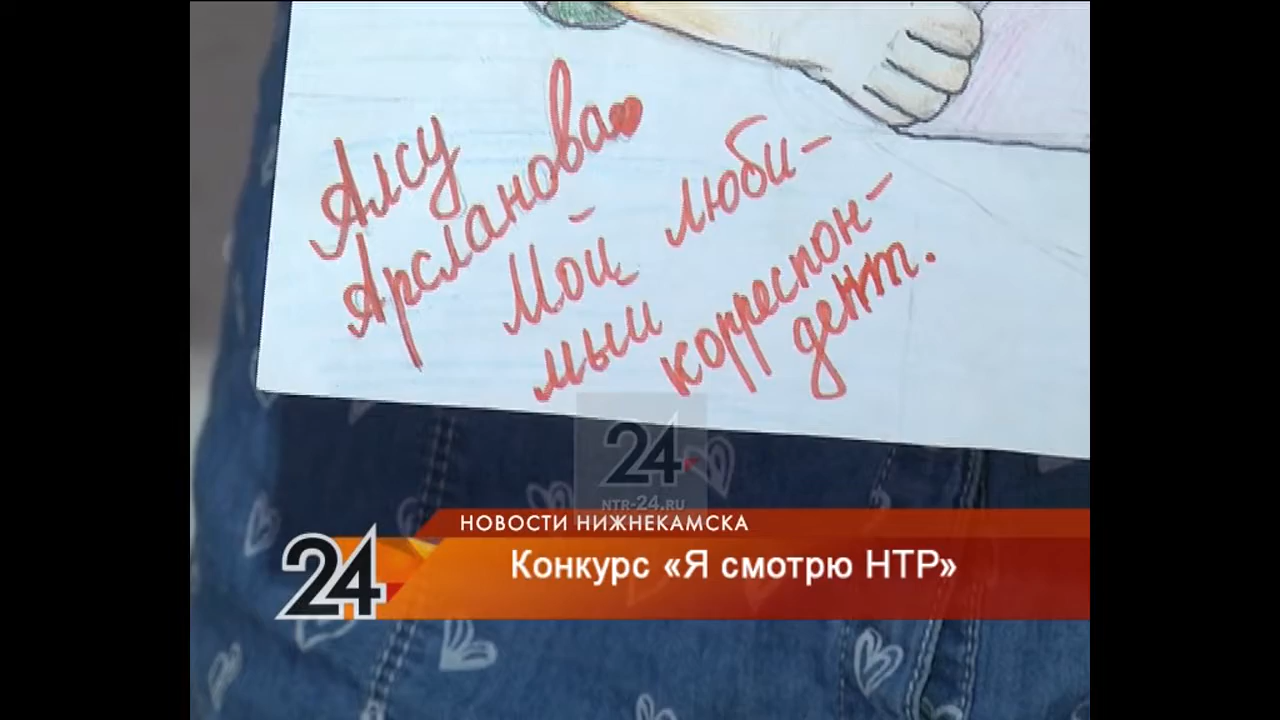 Алсу
Арсланова
Мой люби-
мый корреспон-
дент.
24
NTR-24.RU
НОВОСТИ НИЖНЕКАМСКА
24
Конкурс «Я смотрю НТР»